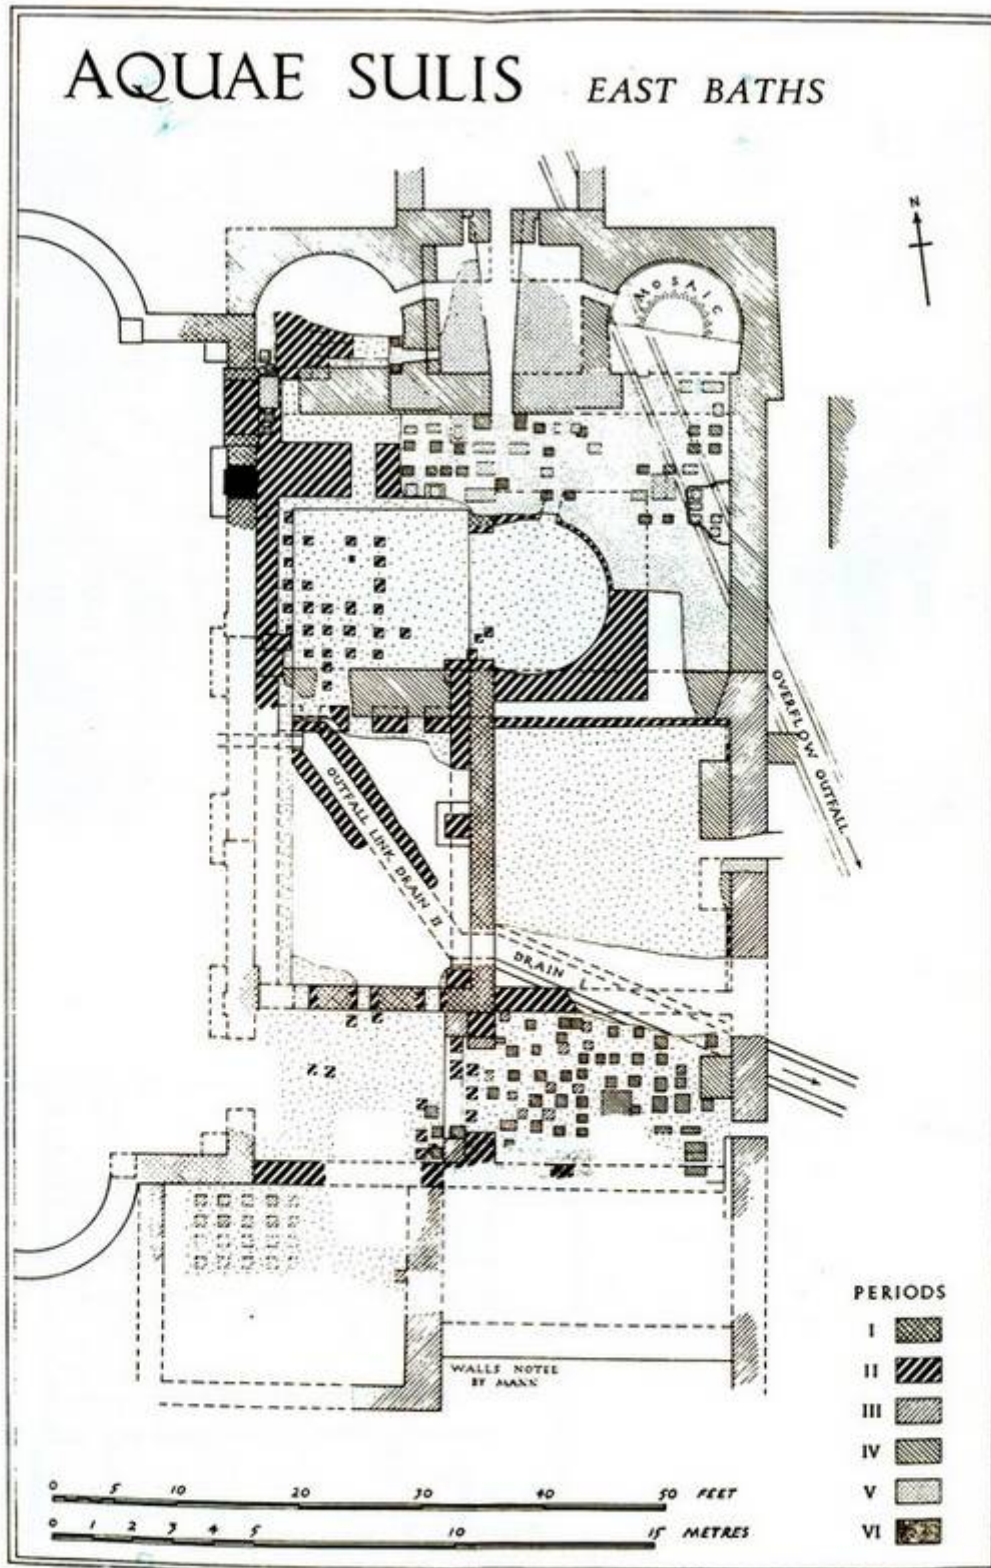 AQUAE SULIS EAST BATHS
N
MOSAIC
OVERFLOW OUTFALL
OUTFALL LINK DRAIN II
DRAIN I
WALLS NOTED
BY MANN
PERIODS
I
II
III
IV
V
VI
0 5 10 20 30 40 50 FEET
0 1 2 3 4 5 10 15 METRES